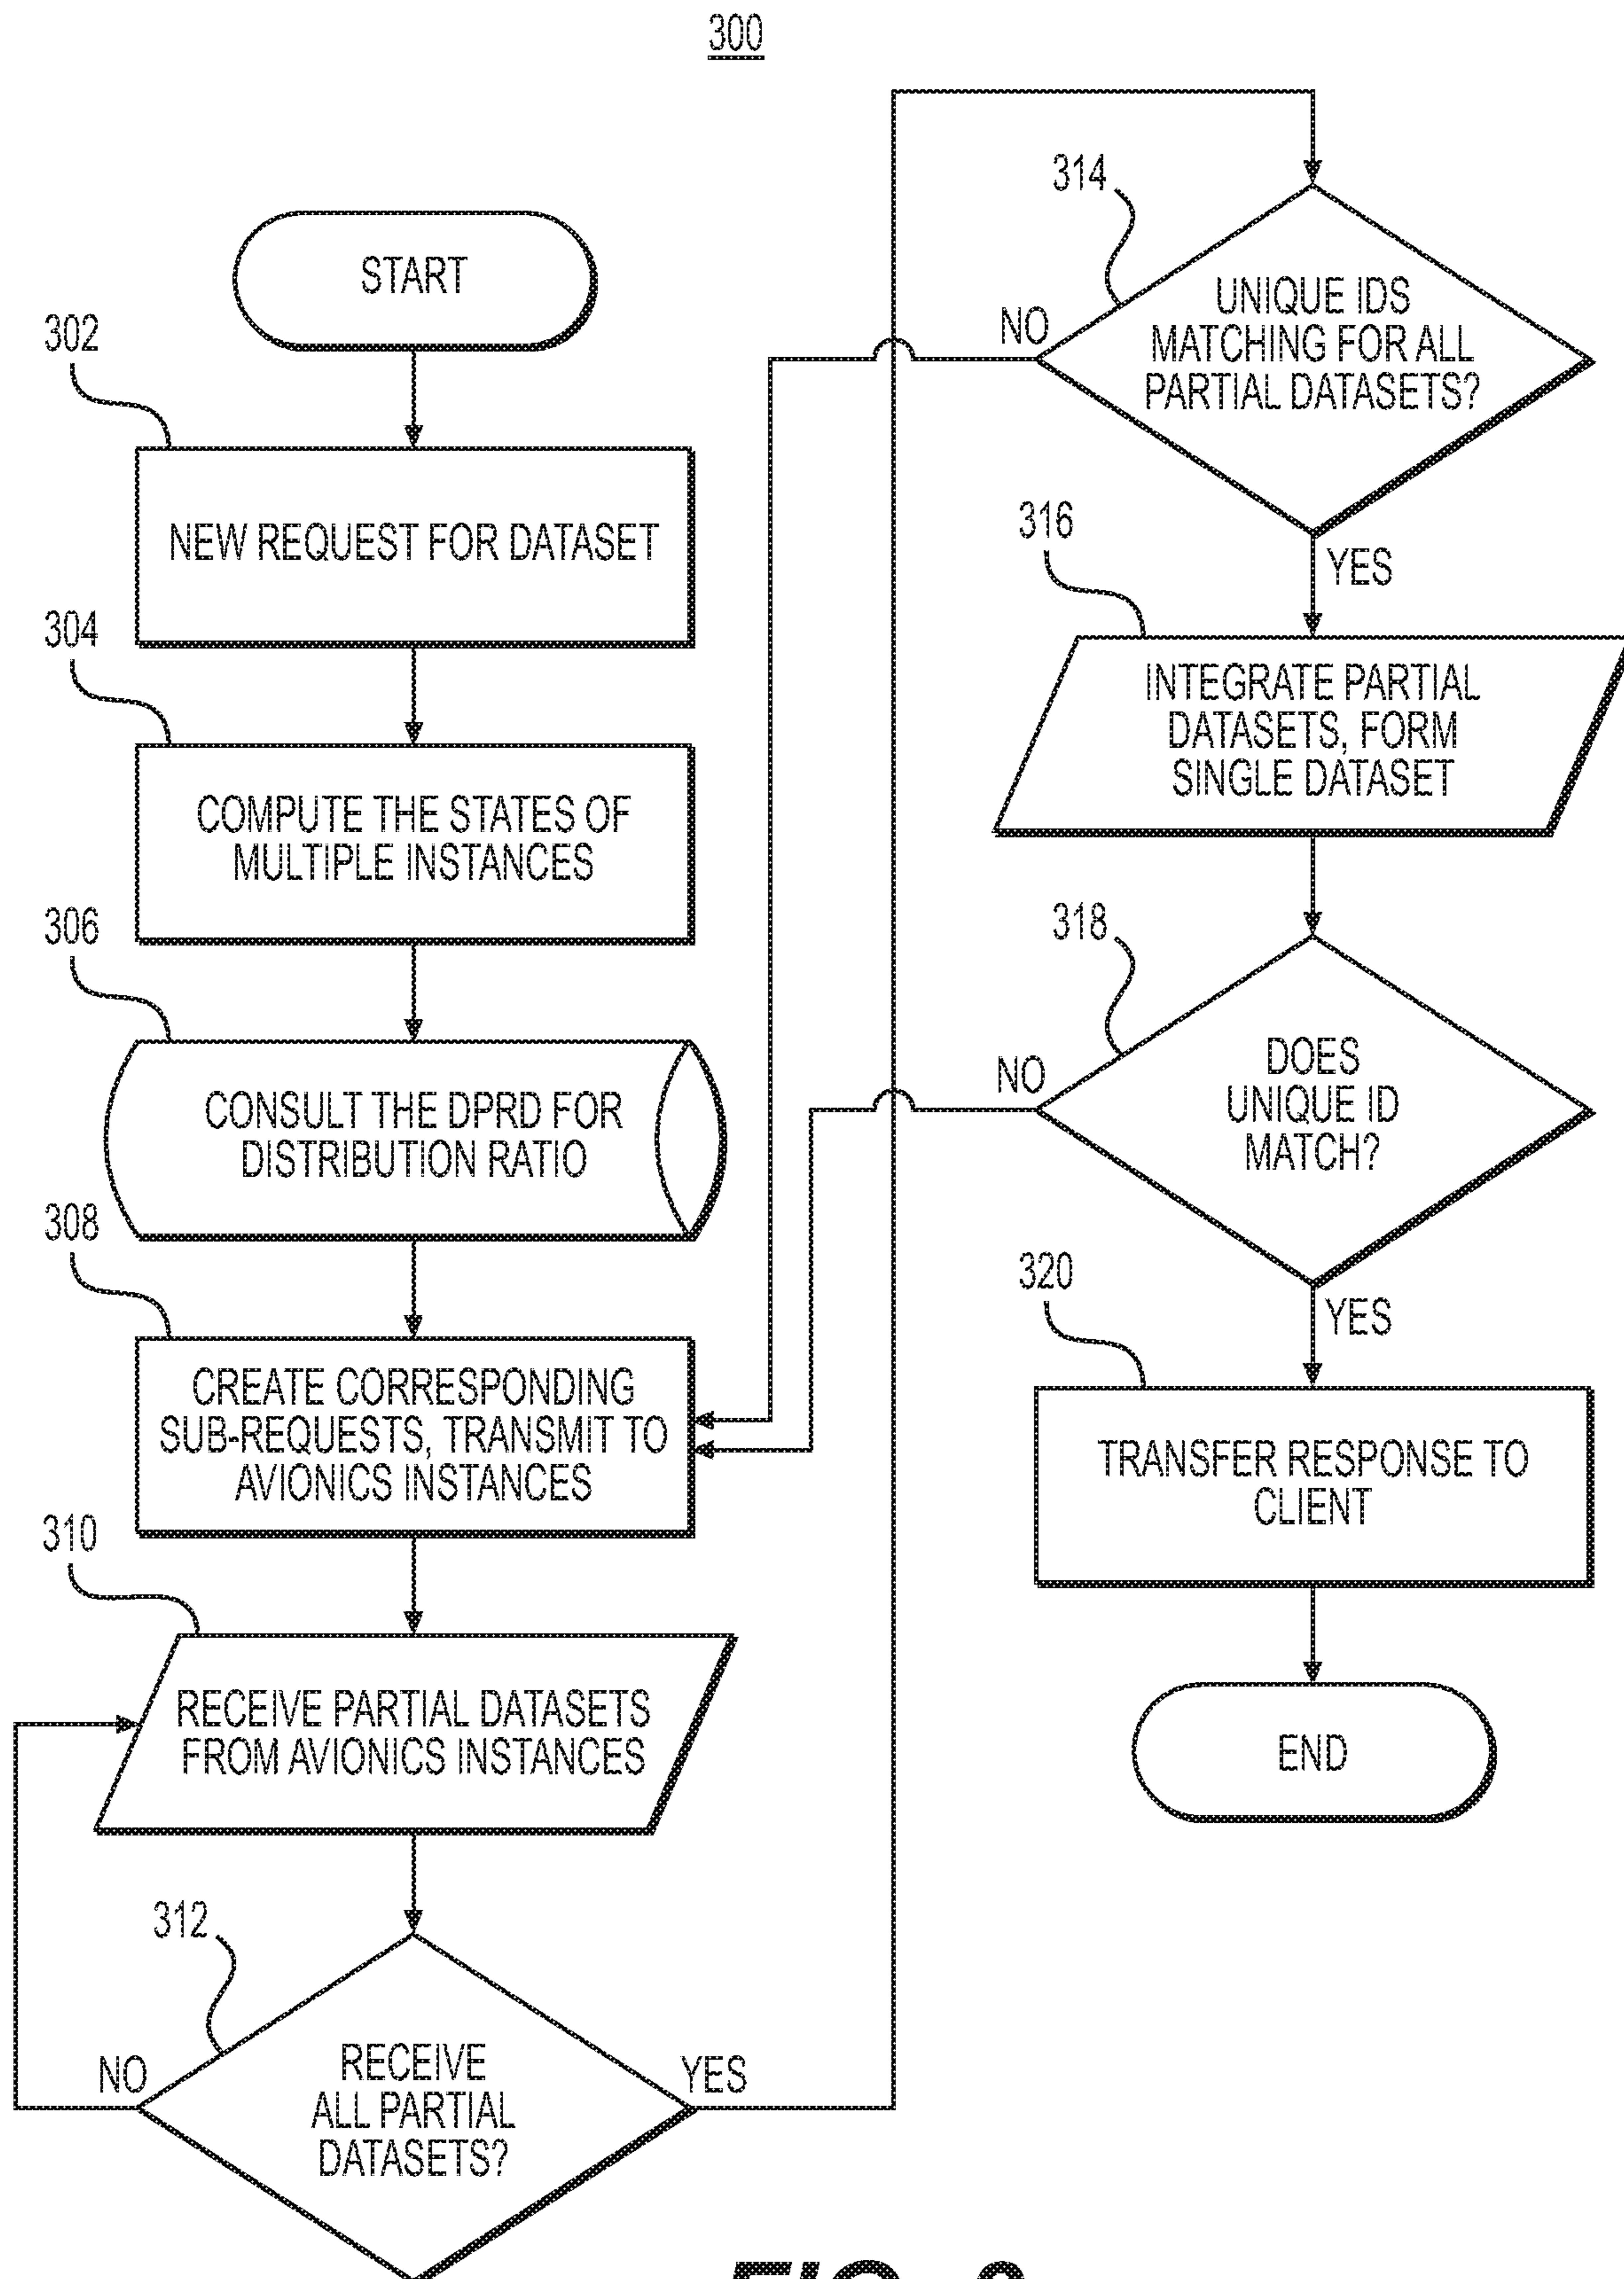 300
START
302
NEW REQUEST FOR DATASET
304
COMPUTE THE STATES OF
MULTIPLE INSTANCES
306
CONSULT THE DPRD FOR
DISTRIBUTION RATIO
308
CREATE CORRESPONDING
SUB-REQUESTS, TRANSMIT TO
AVIONICS INSTANCES
310
RECEIVE PARTIAL DATASETS
FROM AVIONICS INSTANCES
312
NO
RECEIVE
ALL PARTIAL
DATASETS?
YES
314
NO
UNIQUE IDS
MATCHING FOR ALL
PARTIAL DATASETS?
YES
316
INTEGRATE PARTIAL
DATASETS, FORM
SINGLE DATASET
318
NO
DOES
UNIQUE ID
MATCH?
YES
320
TRANSFER RESPONSE TO
CLIENT
END
FIG.